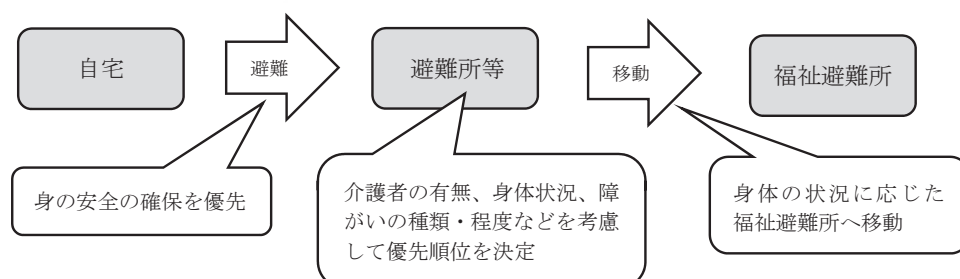 自宅
避難
避難所等
移動
福祉避難所
身の安全の確保を優先
介護者の有無、身体状況、障
がいの種類・程度などを考慮
して優先順位を決定
身体の状況に応じた
福祉避難所へ移動